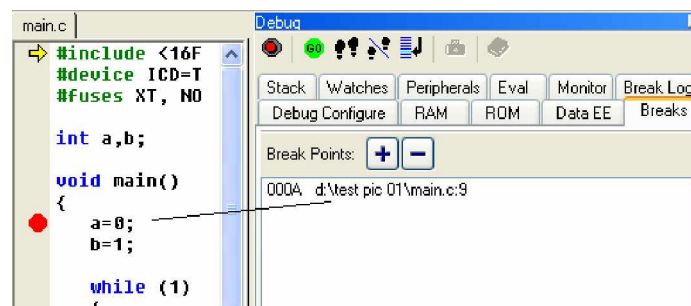 main.c
#include <16F
#device ICD=T
#fuses XT, NO
int a,b;
void main()
{
a=0;
b=1;
while (1)
Debug
GO
Stack Watches Peripherals Eval Monitor Break Log
Debug Configure RAM ROM Data EE Breaks
Break Points: + −
000A d:\test pic 01\main.c:9